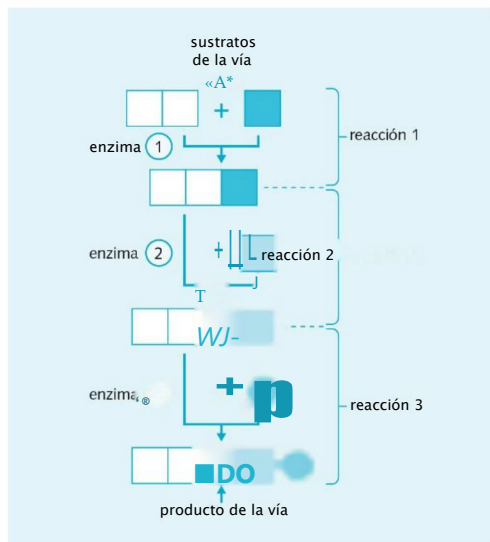 sustratos
de la vía
«A*
+
reacción 1
enzima 1
enzima 2
+
reacción 2
T
WJ-
enzima ®
+ p
reacción 3
■DO
producto de la vía